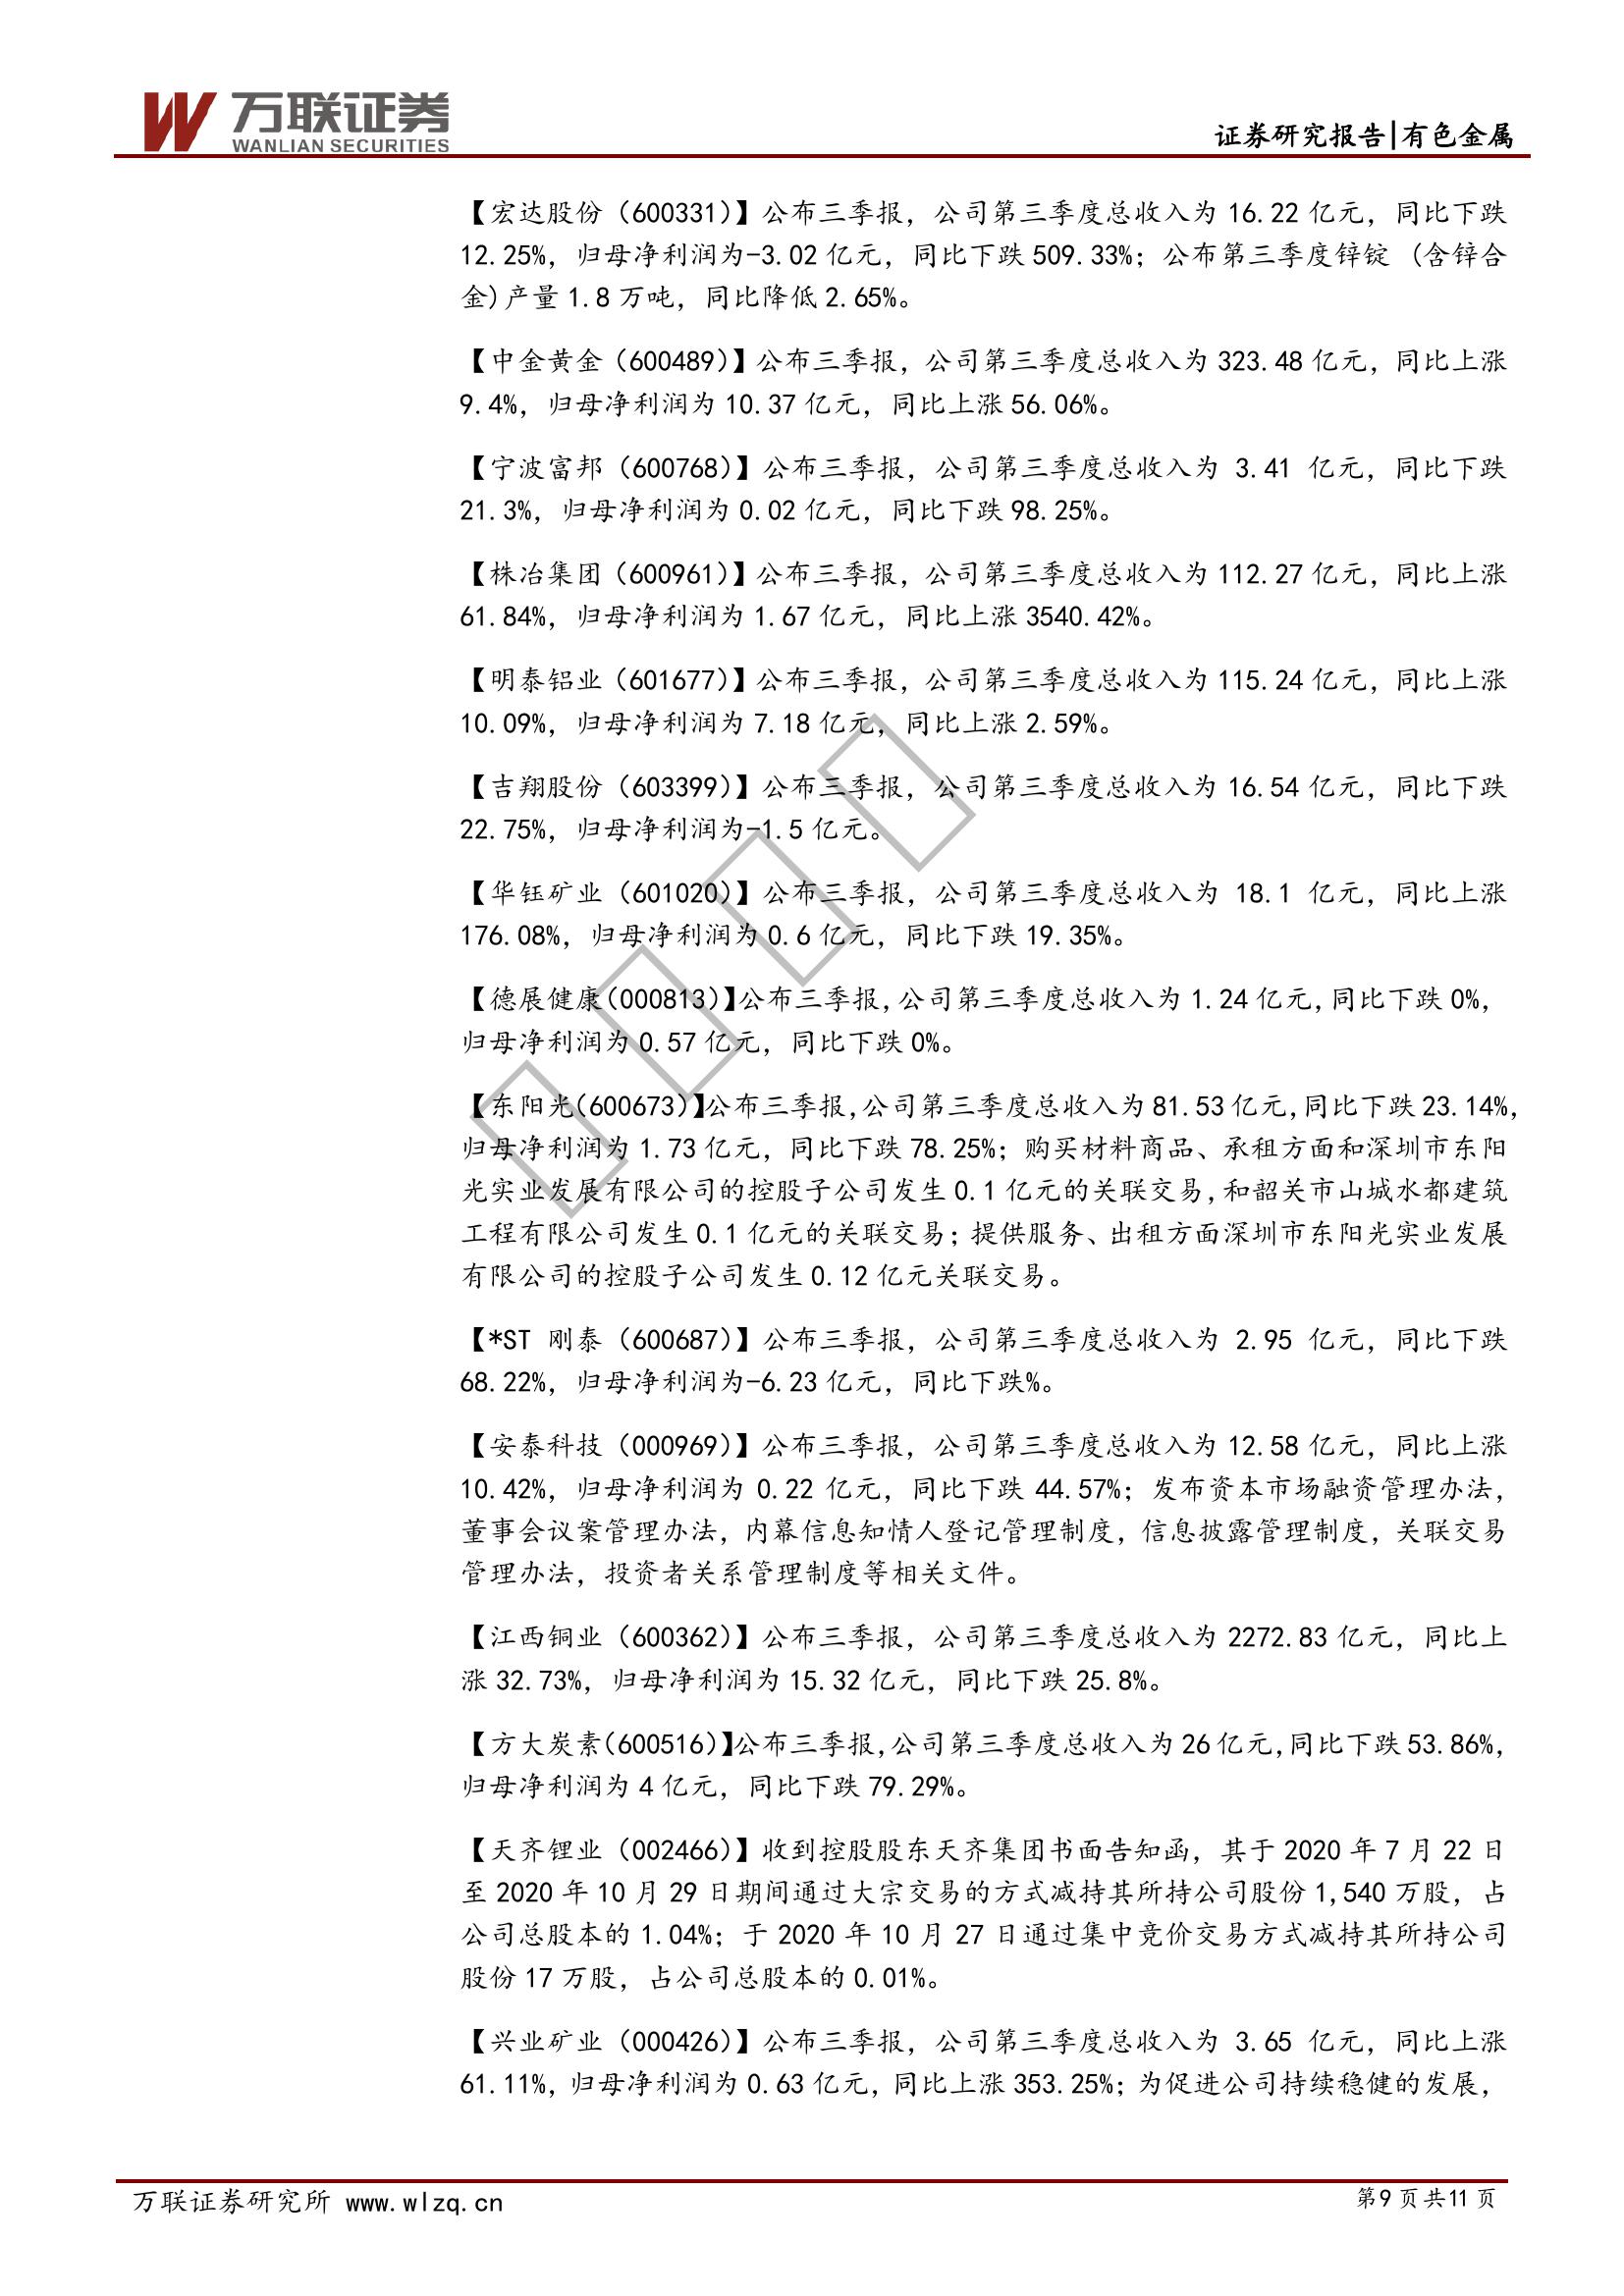 万联证券
WANLIAN SECURITIES
证券研究报告|有色金属
【宏达股份（600331）】公布三季报，公司第三季度总收入为 16.22 亿元，同比下跌
12.25%，归母净利润为-3.02 亿元，同比下跌 509.33%；公布第三季度锌锭 (含锌合
金)产量 1.8 万吨，同比降低 2.65%。
【中金黄金（600489）】公布三季报，公司第三季度总收入为 323.48 亿元，同比上涨
9.4%，归母净利润为 10.37 亿元，同比上涨 56.06%。
【宁波富邦（600768）】公布三季报，公司第三季度总收入为 3.41 亿元，同比下跌
21.3%，归母净利润为 0.02 亿元，同比下跌 98.25%。
【株冶集团（600961）】公布三季报，公司第三季度总收入为 112.27 亿元，同比上涨
61.84%，归母净利润为 1.67 亿元，同比上涨 3540.42%。
【明泰铝业（601677）】公布三季报，公司第三季度总收入为 115.24 亿元，同比上涨
10.09%，归母净利润为 7.18 亿元，同比上涨 2.59%。
【吉翔股份（603399）】公布三季报，公司第三季度总收入为 16.54 亿元，同比下跌
22.75%，归母净利润为-1.5 亿元。
【华钰矿业（601020）】公布三季报，公司第三季度总收入为 18.1 亿元，同比上涨
176.08%，归母净利润为 0.6 亿元，同比下跌 19.35%。
【德展健康（000813）】公布三季报，公司第三季度总收入为 1.24 亿元，同比下跌 0%，
归母净利润为 0.57 亿元，同比下跌 0%。
【东阳光（600673）】公布三季报，公司第三季度总收入为 81.53 亿元，同比下跌 23.14%，
归母净利润为 1.73 亿元，同比下跌 78.25%；购买材料商品、承租方面和深圳市东阳
光实业发展有限公司的控股子公司发生 0.1 亿元的关联交易，和韶关市山城水都建筑
工程有限公司发生 0.1 亿元的关联交易；提供服务、出租方面深圳市东阳光实业发展
有限公司的控股子公司发生 0.12 亿元关联交易。
【*ST 刚泰（600687）】公布三季报，公司第三季度总收入为 2.95 亿元，同比下跌
68.22%，归母净利润为-6.23 亿元，同比下跌%。
【安泰科技（000969）】公布三季报，公司第三季度总收入为 12.58 亿元，同比上涨
10.42%，归母净利润为 0.22 亿元，同比下跌 44.57%；发布资本市场融资管理办法，
董事会议案管理办法，内幕信息知情人登记管理制度，信息披露管理制度，关联交易
管理办法，投资者关系管理制度等相关文件。
【江西铜业（600362）】公布三季报，公司第三季度总收入为 2272.83 亿元，同比上
涨 32.73%，归母净利润为 15.32 亿元，同比下跌 25.8%。
【方大炭素（600516）】公布三季报，公司第三季度总收入为 26 亿元，同比下跌 53.86%，
归母净利润为 4 亿元，同比下跌 79.29%。
【天齐锂业（002466）】收到控股股东天齐集团书面告知函，其于 2020 年 7 月 22 日
至 2020 年 10 月 29 日期间通过大宗交易的方式减持其所持公司股份 1,540 万股，占
公司总股本的 1.04%；于 2020 年 10 月 27 日通过集中竞价交易方式减持其所持公司
股份 17 万股，占公司总股本的 0.01%。
【兴业矿业（000426）】公布三季报，公司第三季度总收入为 3.65 亿元，同比上涨
61.11%，归母净利润为 0.63 亿元，同比上涨 353.25%；为促进公司持续稳健的发展，
万联证券研究所 www.wlzq.cn
第9 页 共11 页